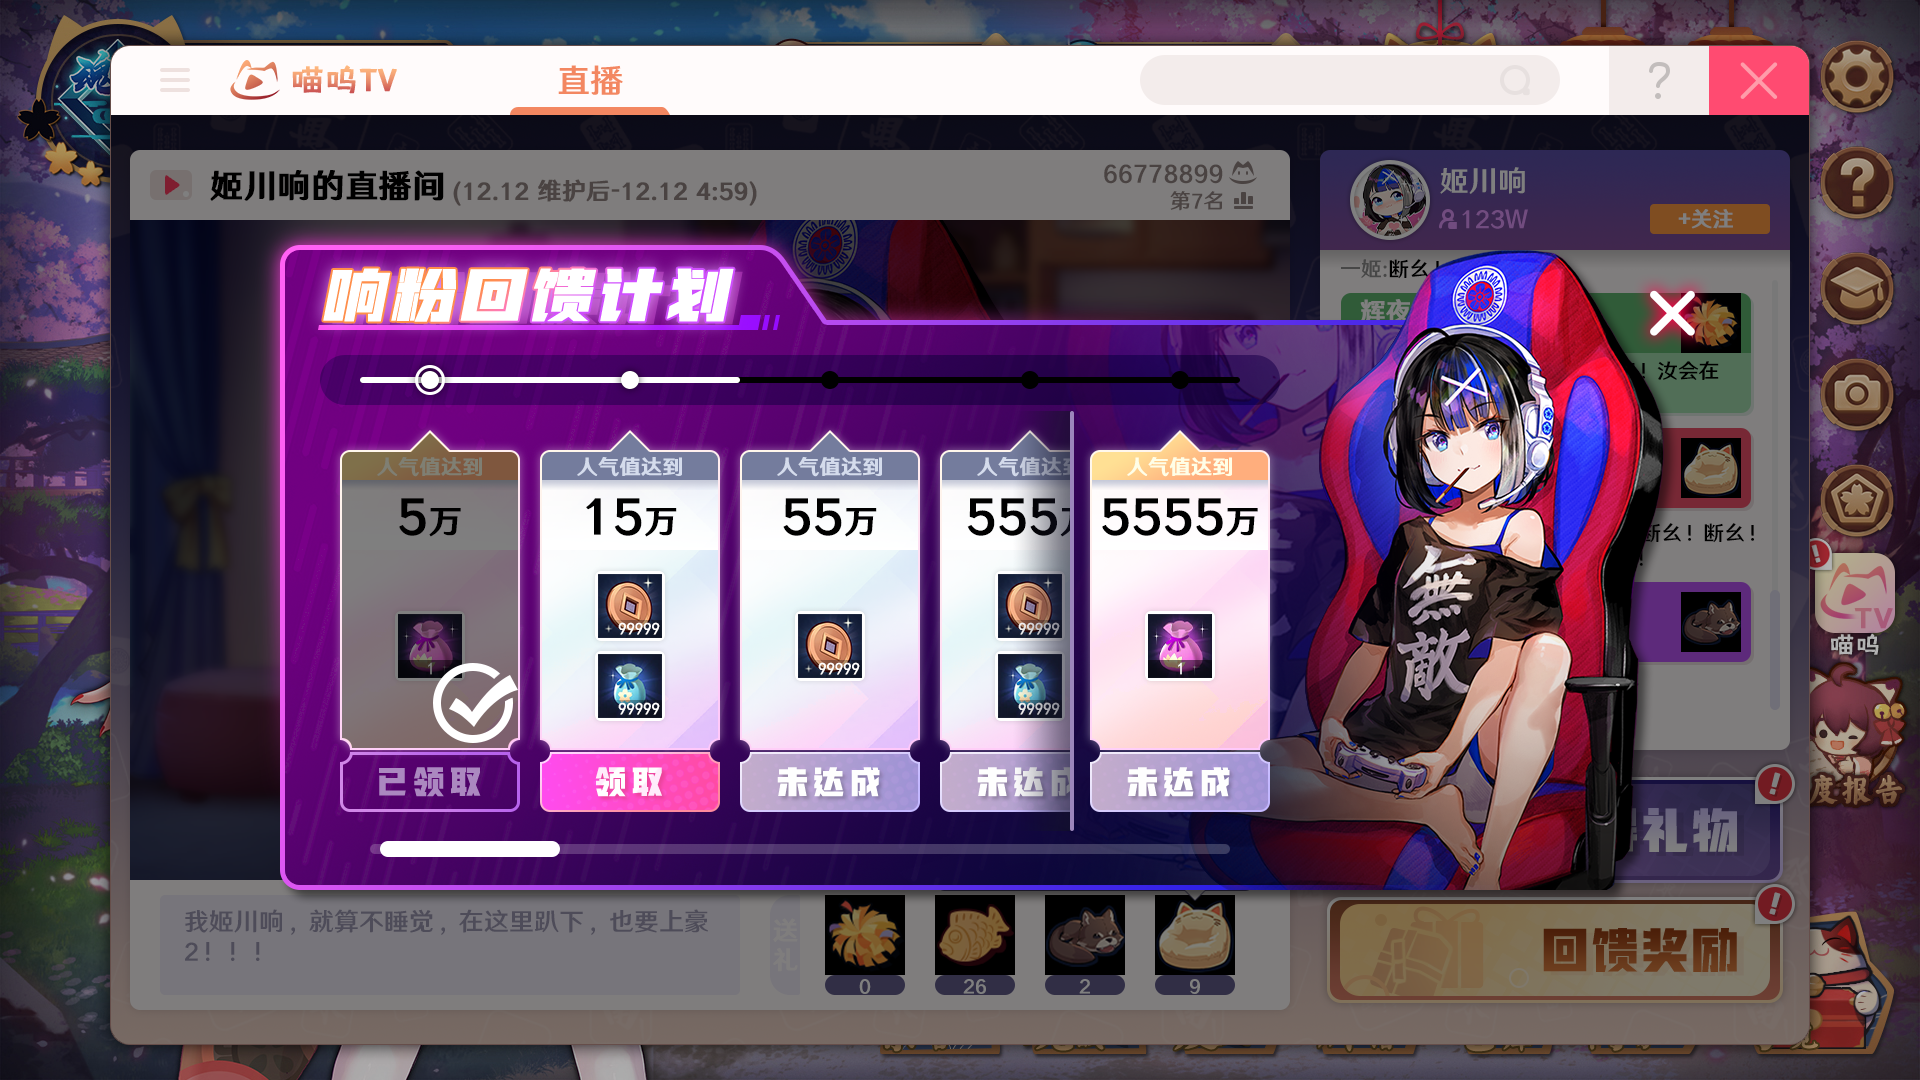 喵呜TV
直播
?
姬川响的直播间 (12.12 维护后-12.12 4:59)
66778899
第7名
姬川响
123W
+关注
一姬:断幺!
辉夜
! 汝会在
断幺！断幺！
响粉回馈计划
人气值达到
5万
1
已领取
人气值达到
15万
99999
99999
领取
人气值达到
55万
99999
未达成
人气值达到
555
99999
99999
未达成
人气值达到
5555万
1
未达成
無敵
TV
喵呜
度报告
礼物
回馈奖励
我姬川响，就算不睡觉，在这里趴下，也要上豪
2！！！
送礼
0
26
2
9